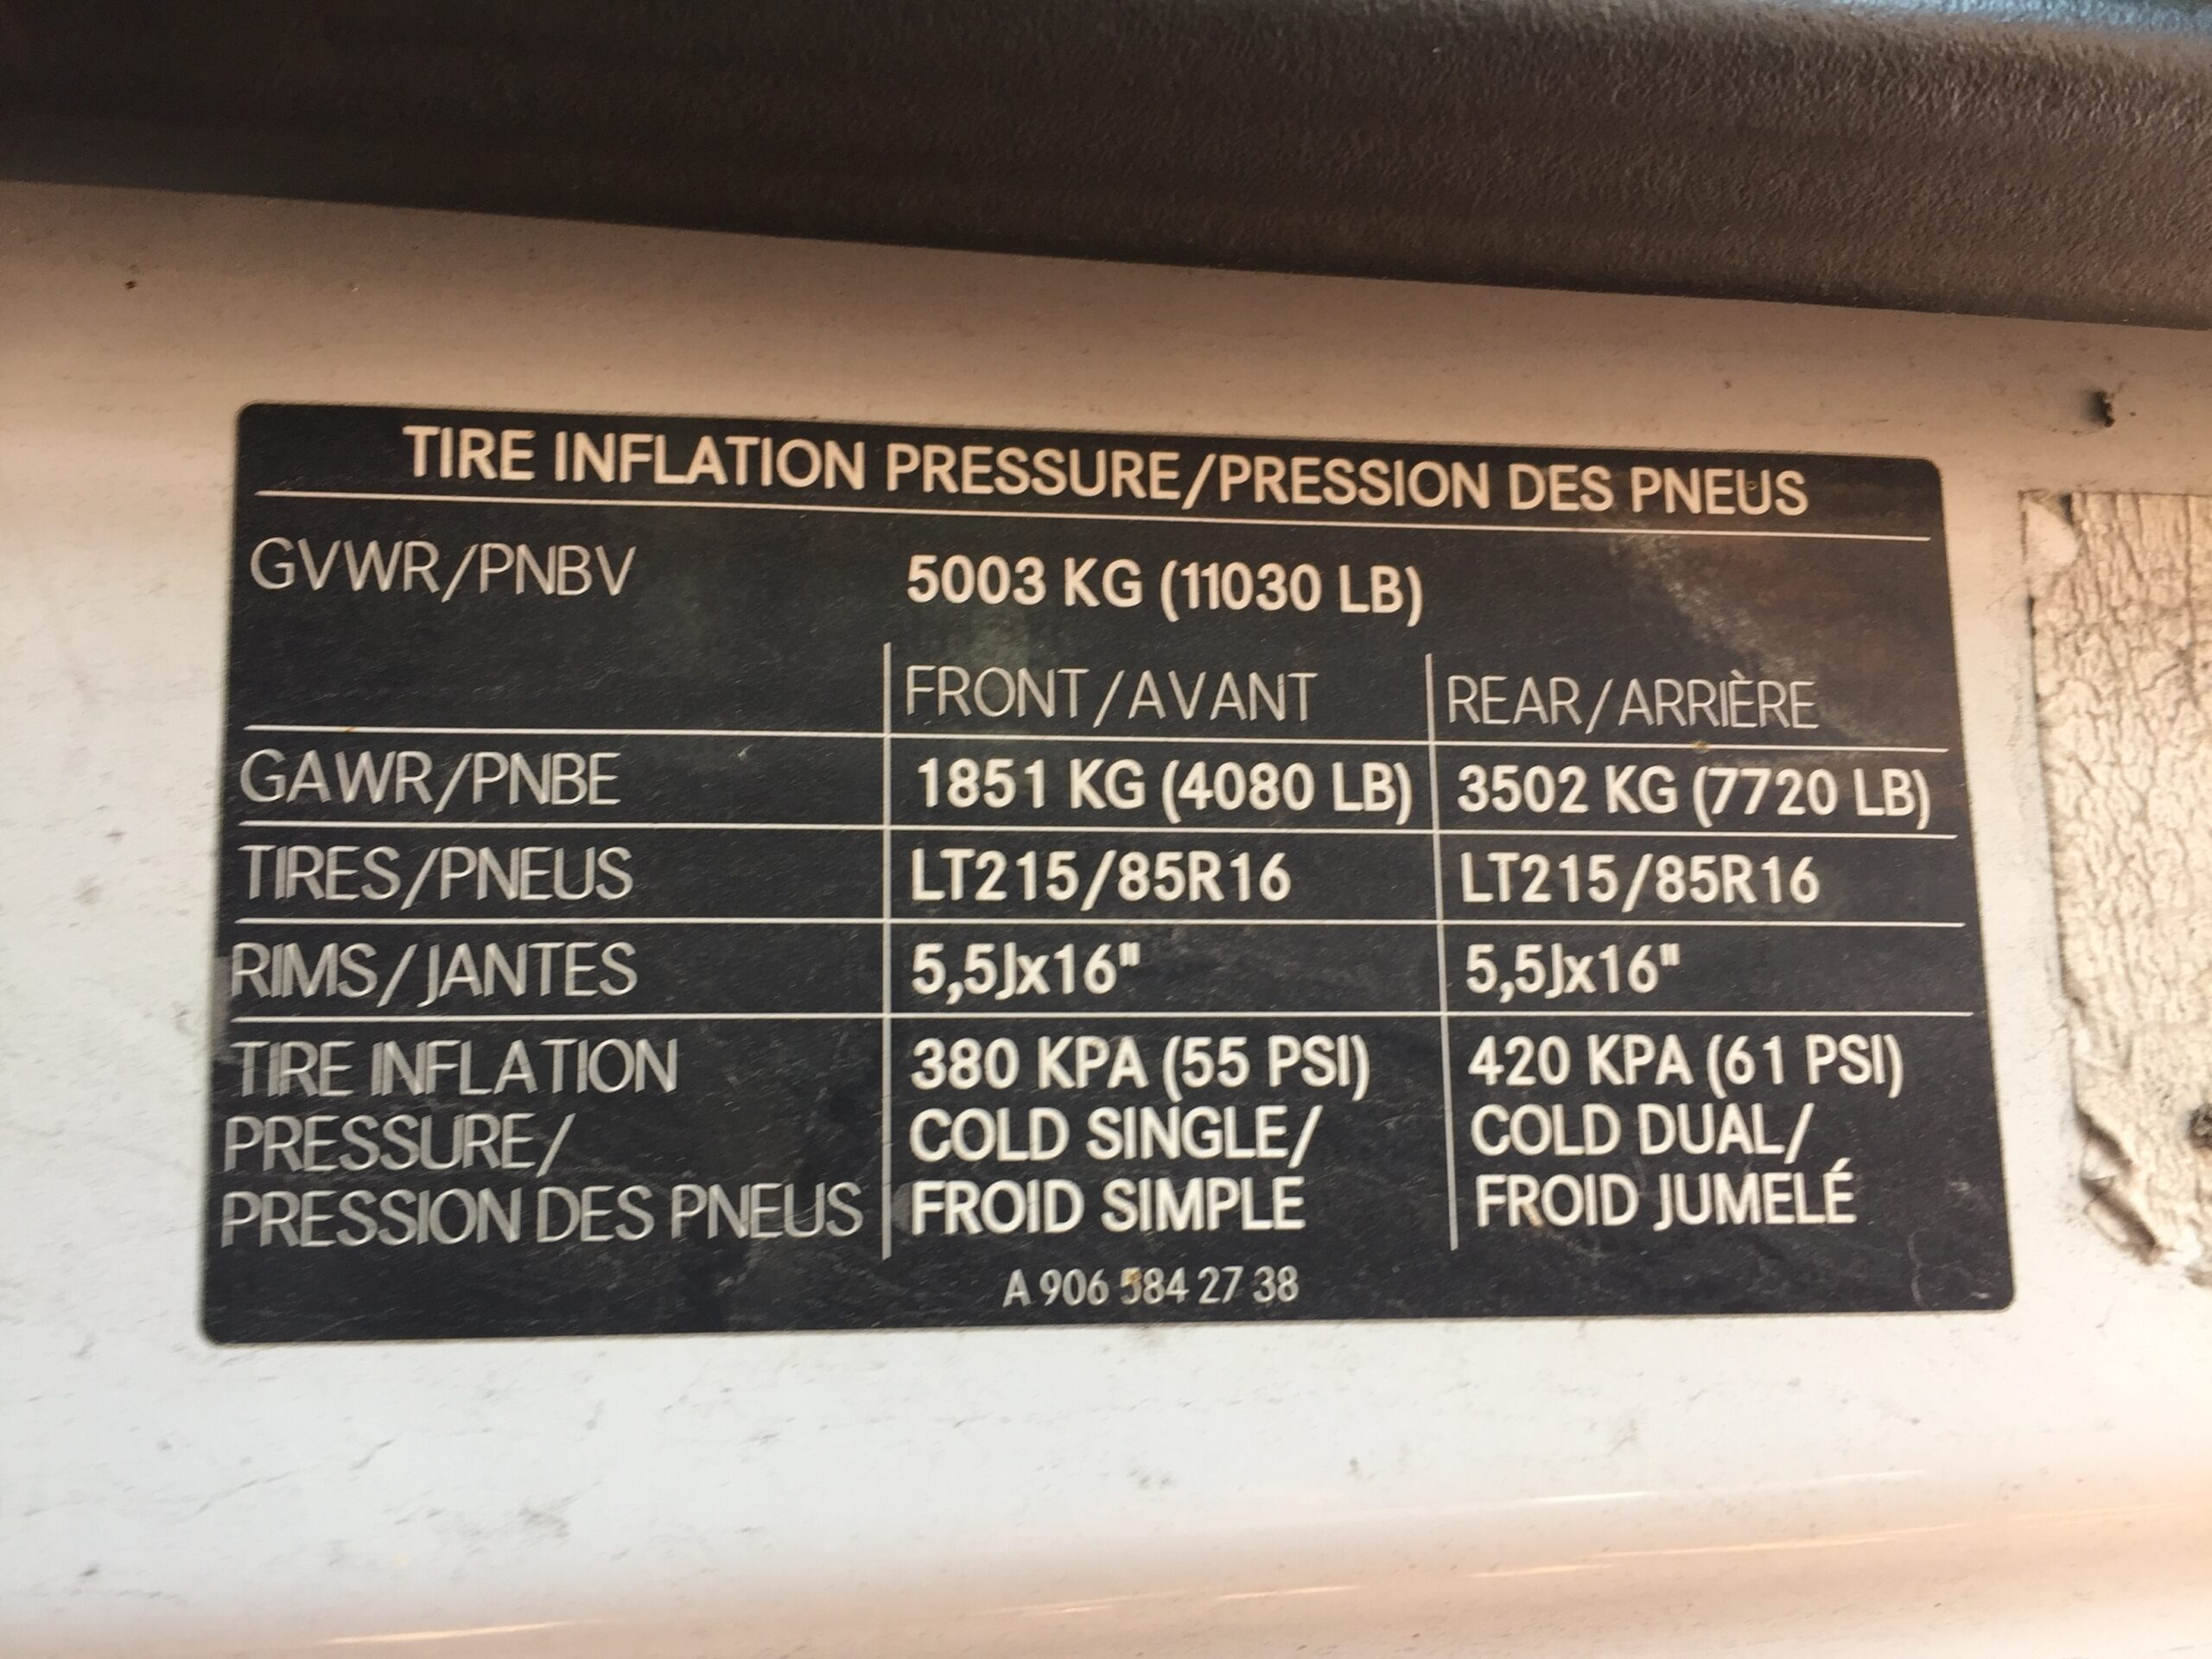 TIRE INFLATION PRESSURE/PRESSION DES PNEUS
GVWR/PNBV 5003 KG (11030 LB)
FRONT/AVANT REAR/ARRIÈRE
GAWR/PNBE 1851 KG (4080 LB) 3502 KG (7720 LB)
TIRES/PNEUS LT215/85R16 LT215/85R16
RIMS/JANTES 5,5Jx16" 5,5Jx16"
TIRE INFLATION 380 KPA (55 PSI) 420 KPA (61 PSI)
PRESSURE/ COLD SINGLE/ COLD DUAL/
PRESSION DES PNEUS FROID SIMPLE FROID JUMELÉ
A 906 584 27 38